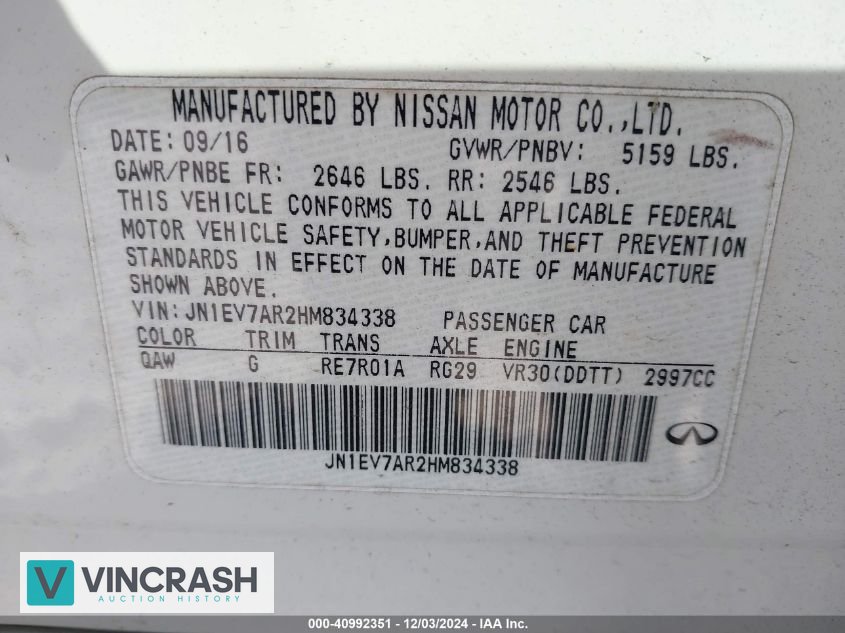 MANUFACTURED BY NISSAN MOTOR CO.,LTD.
DATE: 09/16 GVWR/PNBV: 5159 LBS.
GAWR/PNBE FR: 2646 LBS. RR: 2546 LBS.
THIS VEHICLE CONFORMS TO ALL APPLICABLE FEDERAL
MOTOR VEHICLE SAFETY,BUMPER,AND THEFT PREVENTION
STANDARDS IN EFFECT ON THE DATE OF MANUFACTURE
SHOWN ABOVE.
VIN:JN1EV7AR2HM834338 PASSENGER CAR
COLOR TRIM TRANS AXLE ENGINE
QAW G RE7R01A RG29 VR30(DDTT) 2997CC
JN1EV7AR2HM834338
V VINCRASH
AUCTION HISTORY
000-40992351 - 12/03/2024 - IAA Inc.